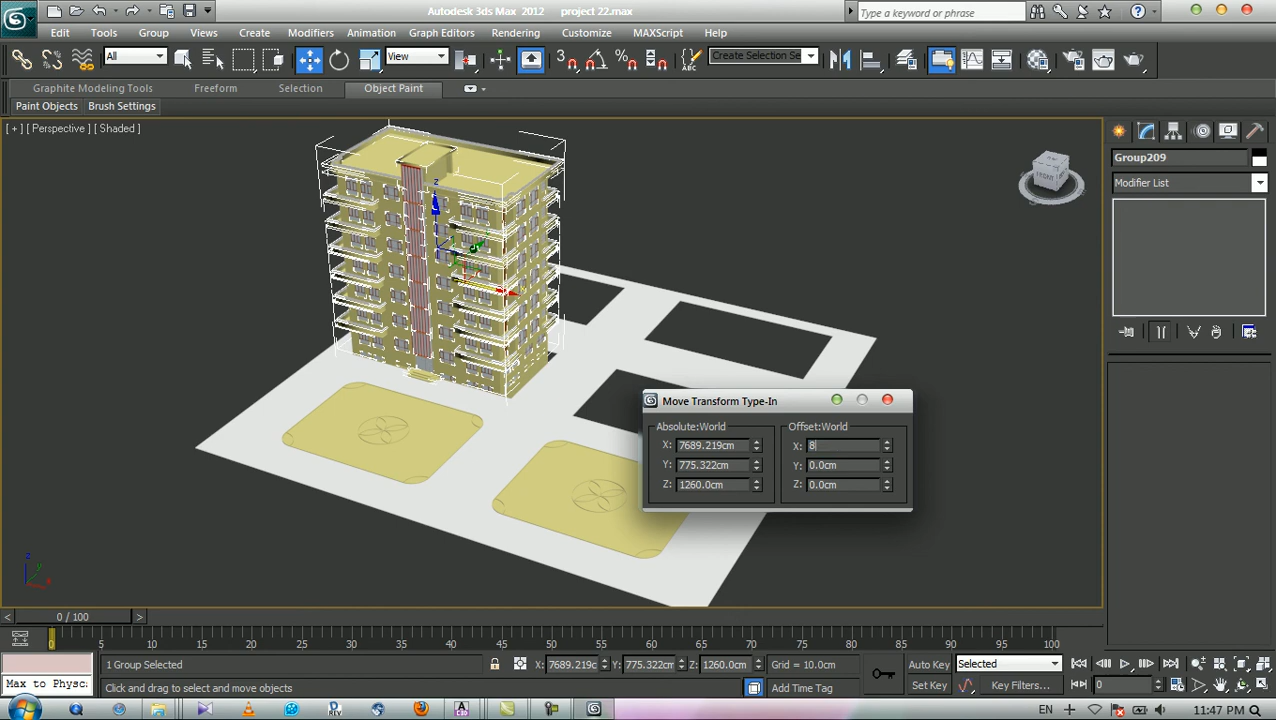 Autodesk 3ds Max 2012    project 22.max
Type a keyword or phrase
Edit Tools Group Views Create Modifiers Animation Graph Editors Rendering Customize MAXScript Help
All View Create Selection Se
Graphite Modeling Tools Freeform Selection Object Paint
Paint Objects Brush Settings
[ + ] [ Perspective ] [ Shaded ]
Group209
Modifier List
FRONT
z
Move Transform Type-In
Absolute:World Offset:World
X: 7689.219cm X: 8
Y: 775.322cm Y: 0.0cm
Z: 1260.0cm Z: 0.0cm
z
y
x
< 0 / 100 >
0 5 10 15 20 25 30 35 40 45 50 55 60 65 70 75 80 85 90 95 100
1 Group Selected X: 7689.219c Y: 775.322cm Z: 1260.0cm Grid = 10.0cm Auto Key Selected
Max to Physc Click and drag to select and move objects Add Time Tag Set Key Key Filters... 0
EN 11:47 PM